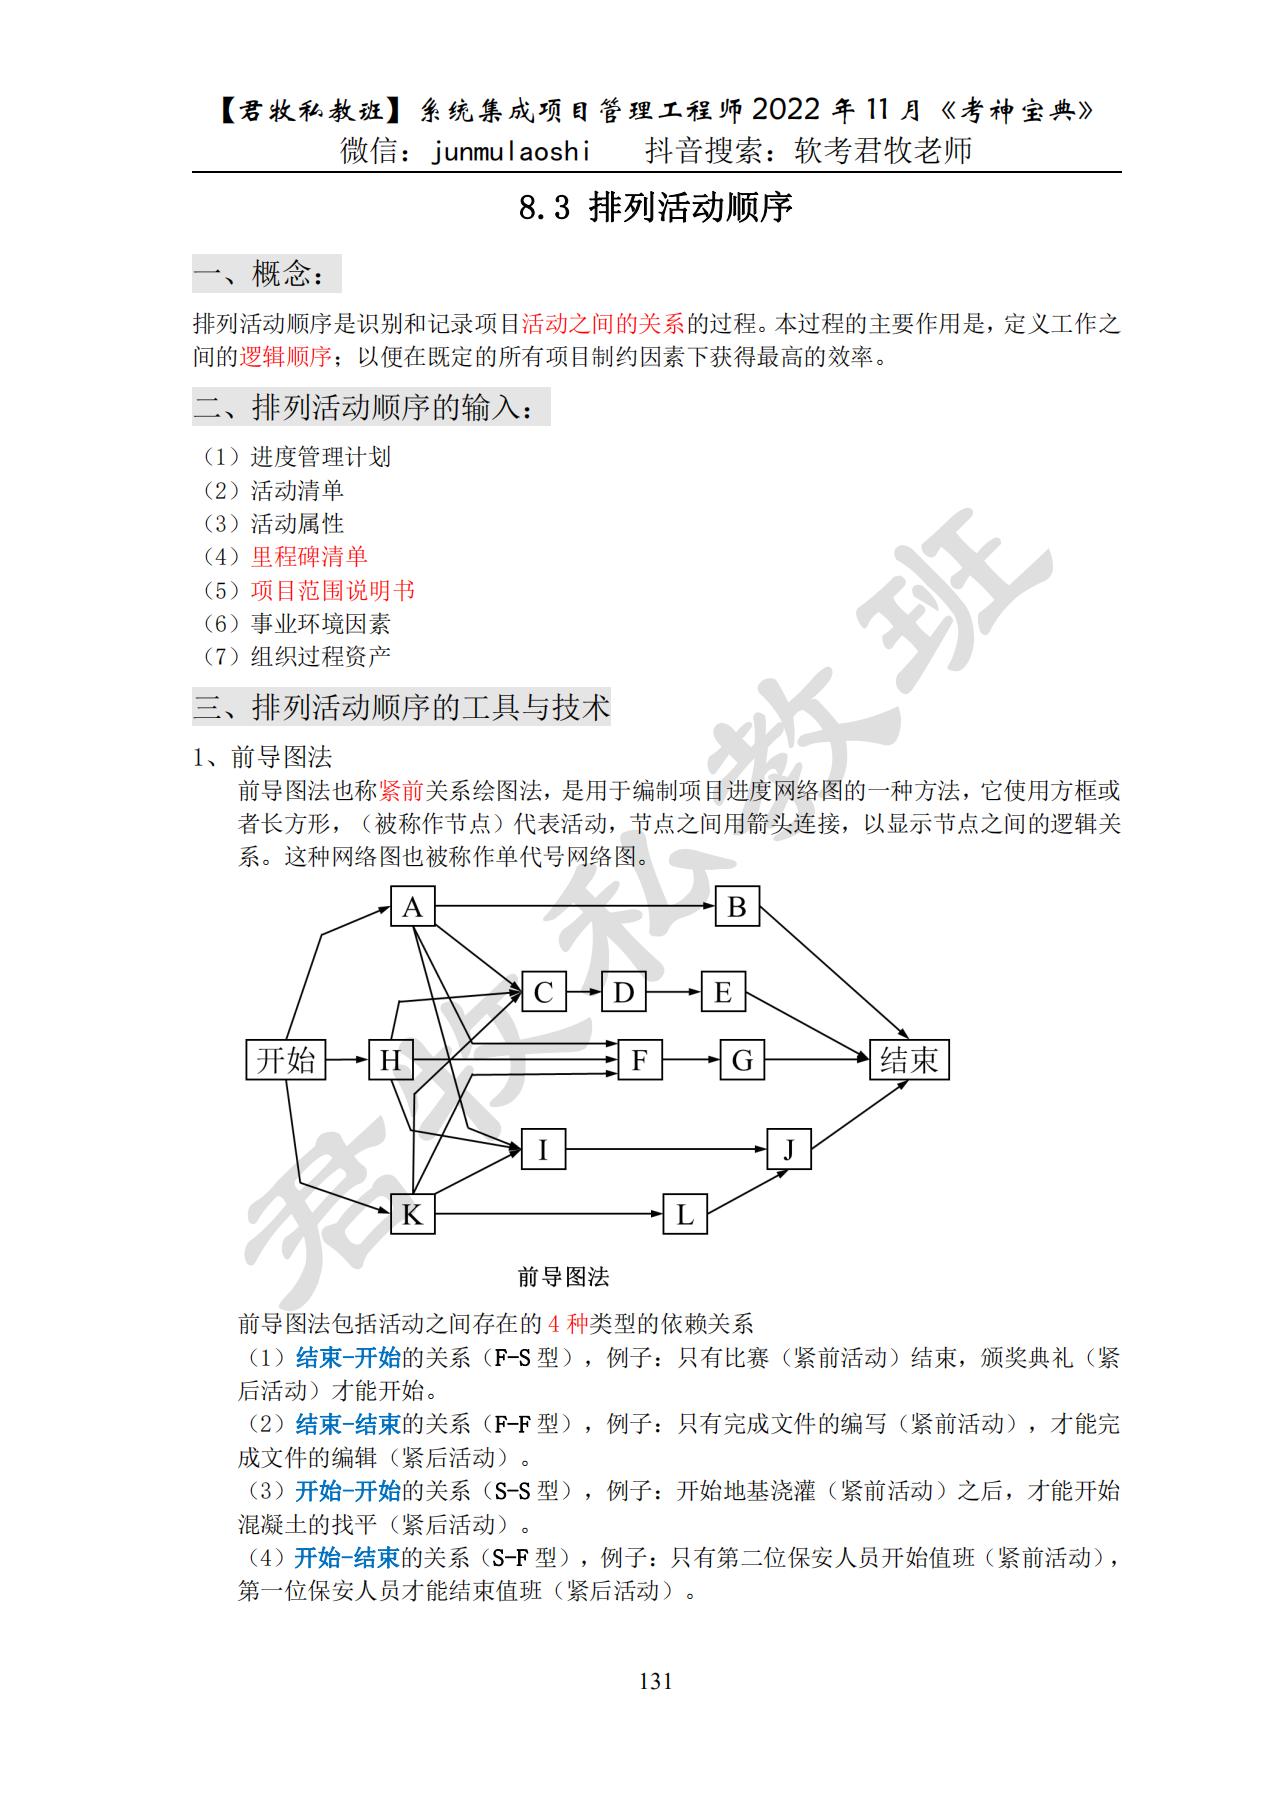 【君牧私教班】系统集成项目管理工程师 2022 年 11 月《考神宝典》
微信：junmulaoshi 抖音搜索：软考君牧老师
8.3 排列活动顺序
一、概念：
排列活动顺序是识别和记录项目活动之间的关系的过程。本过程的主要作用是，定义工作之
间的逻辑顺序；以便在既定的所有项目制约因素下获得最高的效率。
二、排列活动顺序的输入：
（1）进度管理计划
（2）活动清单
（3）活动属性
（4）里程碑清单
（5）项目范围说明书
（6）事业环境因素
（7）组织过程资产
三、排列活动顺序的工具与技术
1、前导图法
前导图法也称紧前关系绘图法，是用于编制项目进度网络图的一种方法，它使用方框或
者长方形，（被称作节点）代表活动，节点之间用箭头连接，以显示节点之间的逻辑关
系。这种网络图也被称作单代号网络图。
A B
C D E
开始 H F G 结束
I J
K L
前导图法
前导图法包括活动之间存在的 4 种类型的依赖关系
（1）结束-开始的关系（F-S 型），例子：只有比赛（紧前活动）结束，颁奖典礼（紧
后活动）才能开始。
（2）结束-结束的关系（F-F 型），例子：只有完成文件的编写（紧前活动），才能完
成文件的编辑（紧后活动）。
（3）开始-开始的关系（S-S 型），例子：开始地基浇灌（紧前活动）之后，才能开始
混凝土的找平（紧后活动）。
（4）开始-结束的关系（S-F 型），例子：只有第二位保安人员开始值班（紧前活动），
第一位保安人员才能结束值班（紧后活动）。
131
君牧私教班